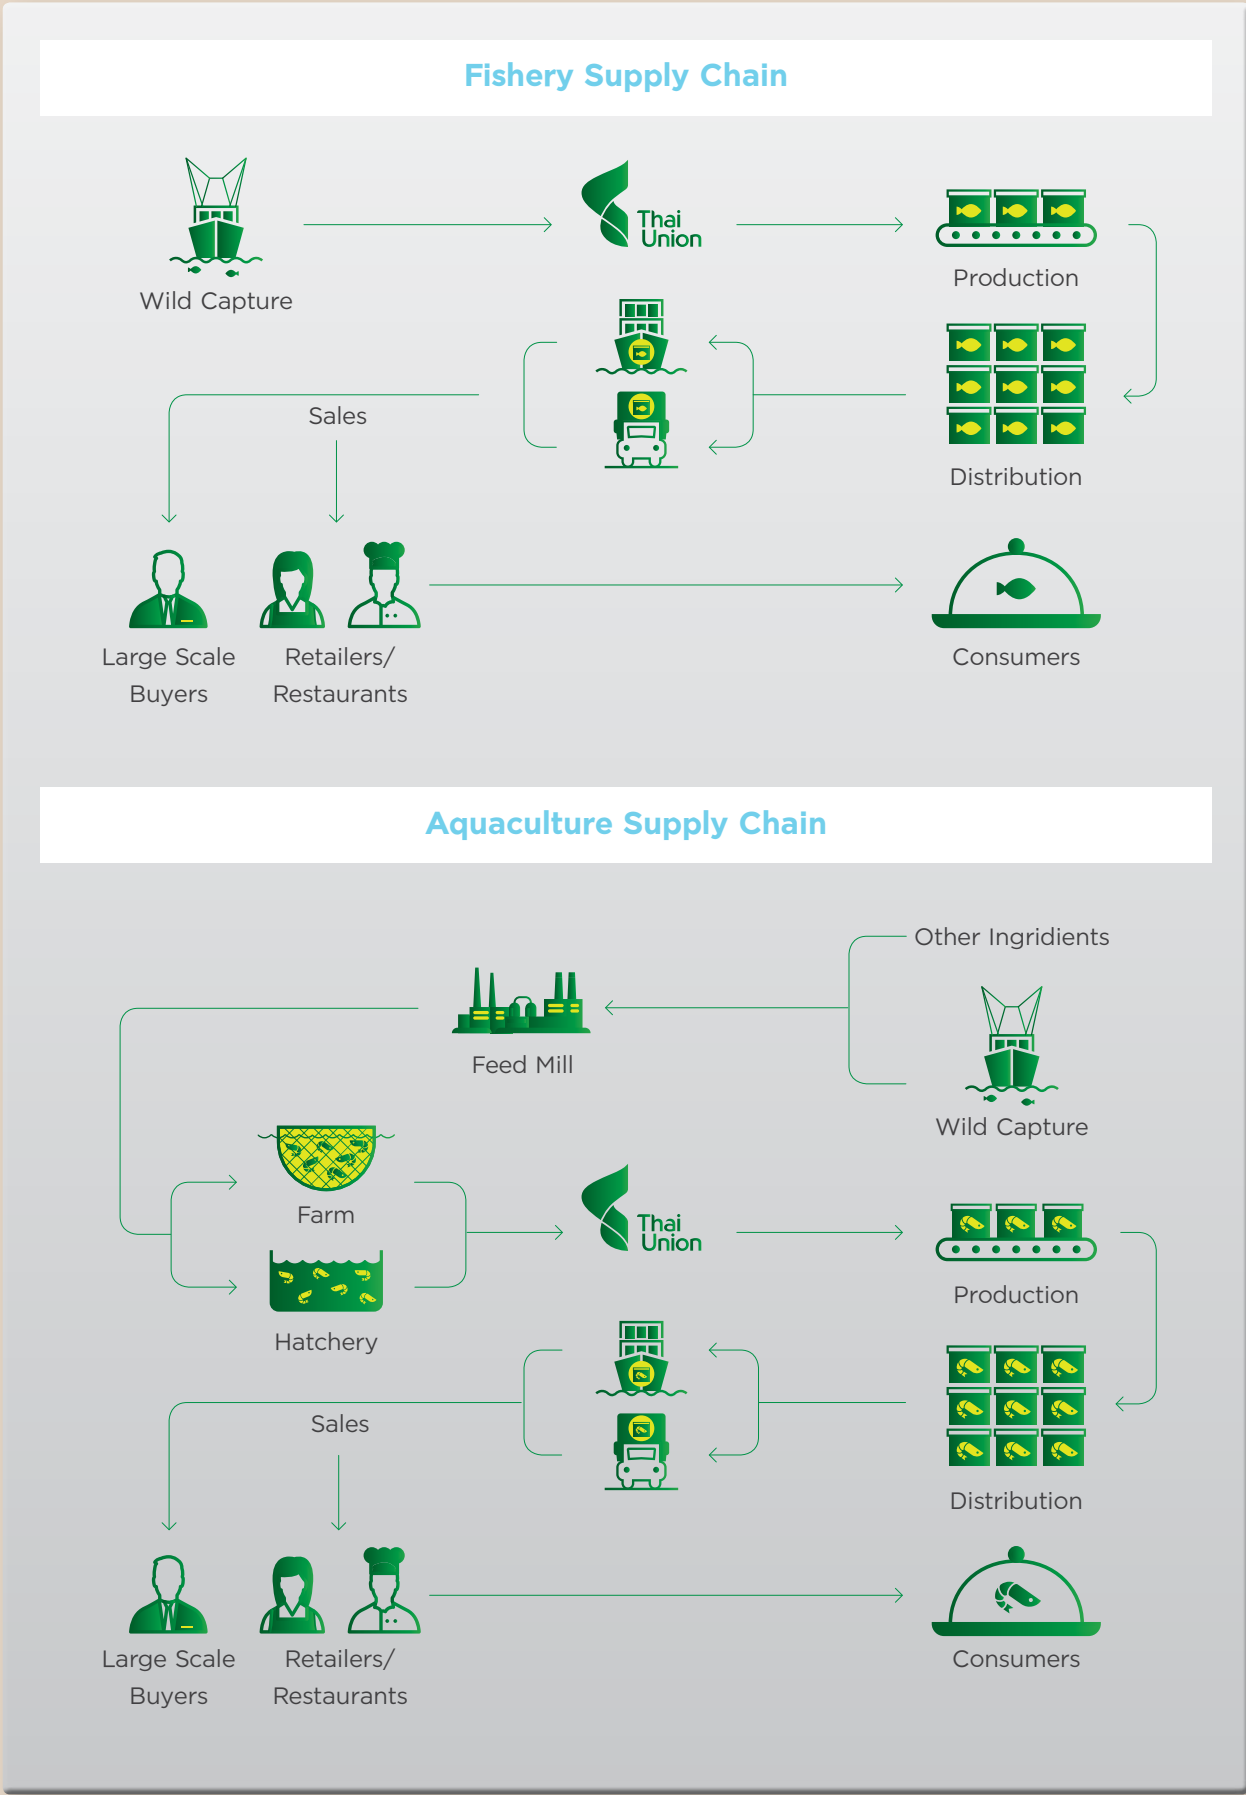 Fishery Supply Chain
Thai
Union
Production
Wild Capture
Sales
Distribution
Large Scale
Buyers
Retailers/
Restaurants
Consumers
Aquaculture Supply Chain
Other Ingridients
Feed Mill
Wild Capture
Farm
Thai
Union
Production
Hatchery
Sales
Distribution
Large Scale
Buyers
Retailers/
Restaurants
Consumers